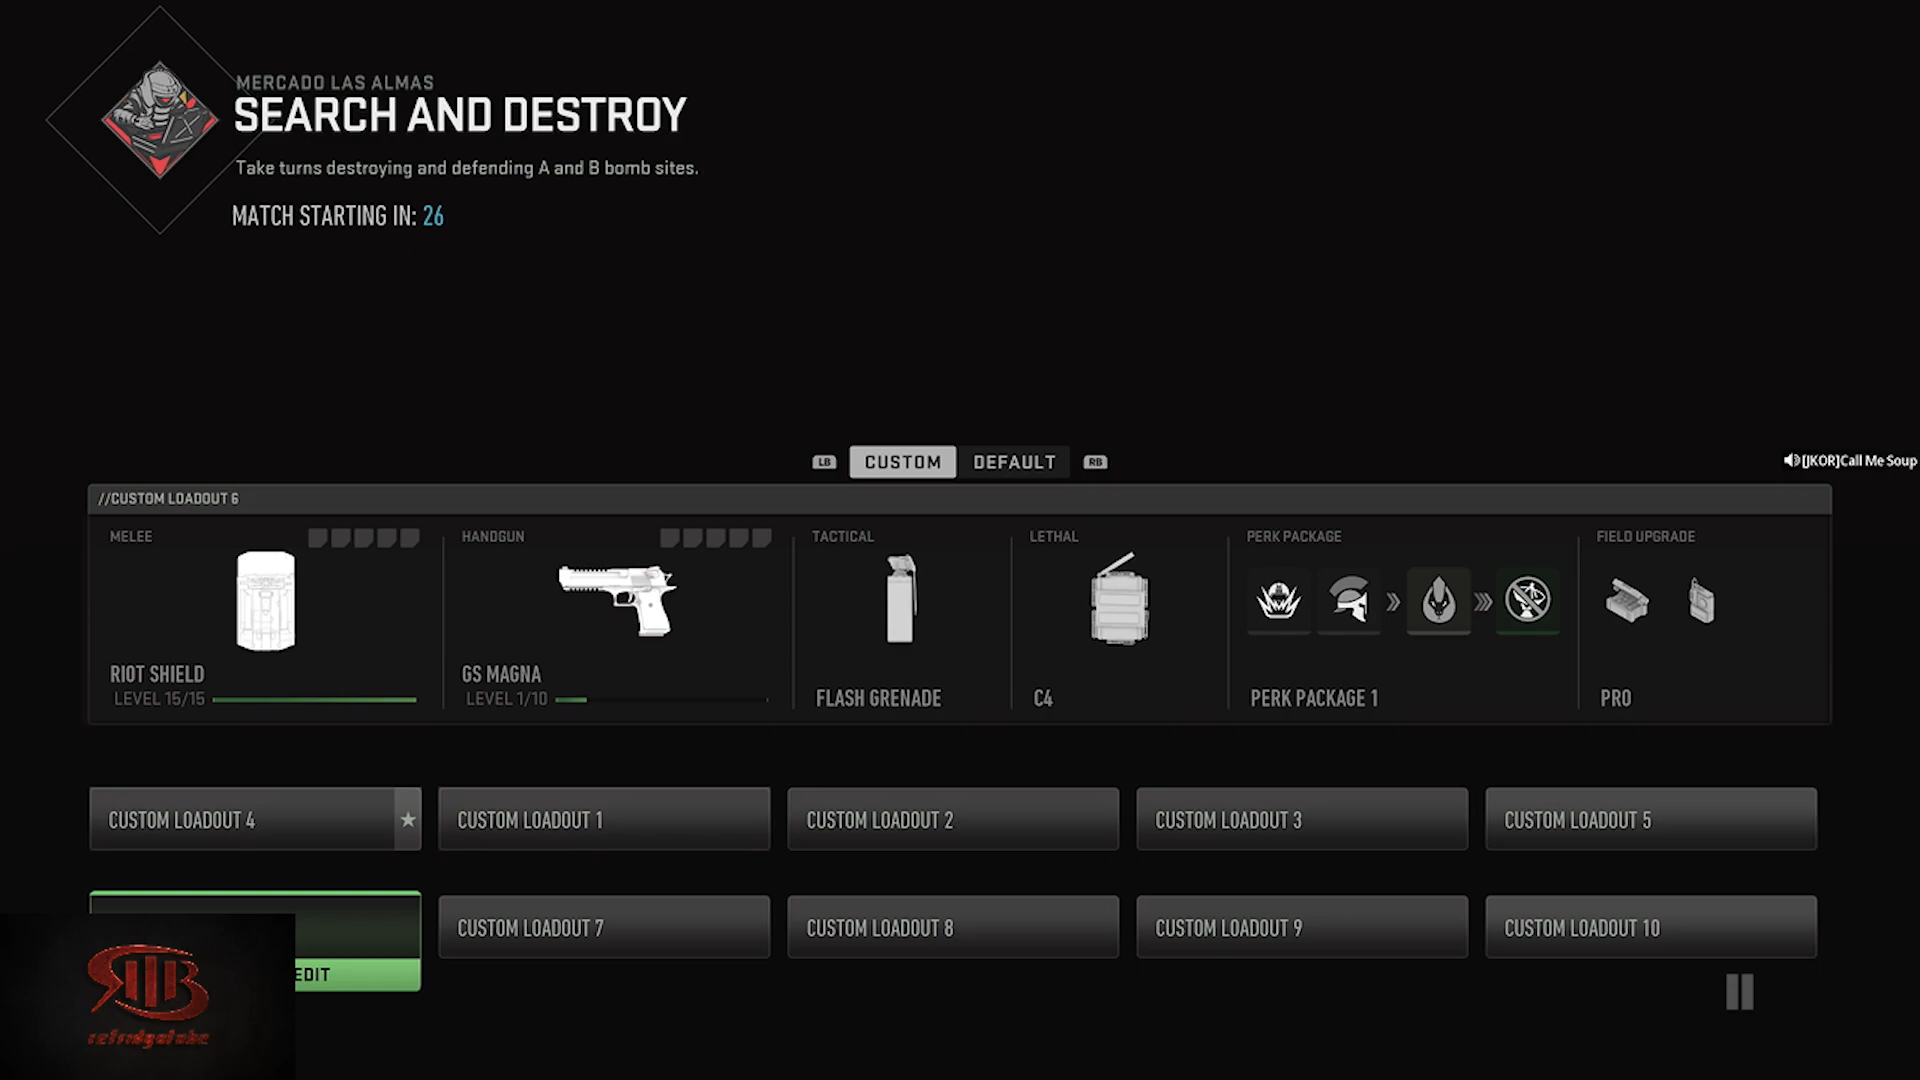 MERCADO LAS ALMAS
SEARCH AND DESTROY
Take turns destroying and defending A and B bomb sites.
MATCH STARTING IN: 26
LB CUSTOM DEFAULT RB
[JKOR]Call Me Soup
//CUSTOM LOADOUT 6
MELEE HANDGUN TACTICAL LETHAL PERK PACKAGE FIELD UPGRADE
RIOT SHIELD GS MAGNA
LEVEL 15/15 LEVEL 1/10 FLASH GRENADE C4 PERK PACKAGE 1 PRO
CUSTOM LOADOUT 4 CUSTOM LOADOUT 1 CUSTOM LOADOUT 2 CUSTOM LOADOUT 3 CUSTOM LOADOUT 5
CUSTOM LOADOUT 7 CUSTOM LOADOUT 8 CUSTOM LOADOUT 9 CUSTOM LOADOUT 10
EDIT